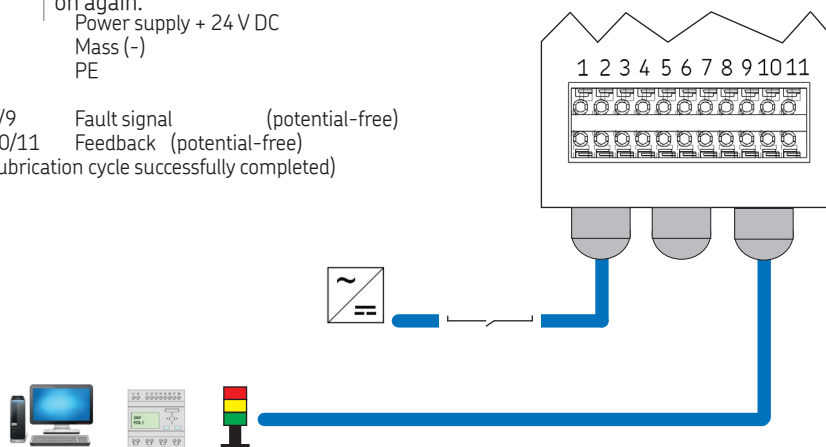 on again.
Power supply + 24 V DC
Mass (-)
PE
1 2 3 4 5 6 7 8 9 10 11
/9 Fault signal (potential-free)
0/11 Feedback (potential-free)
ubrication cycle successfully completed)